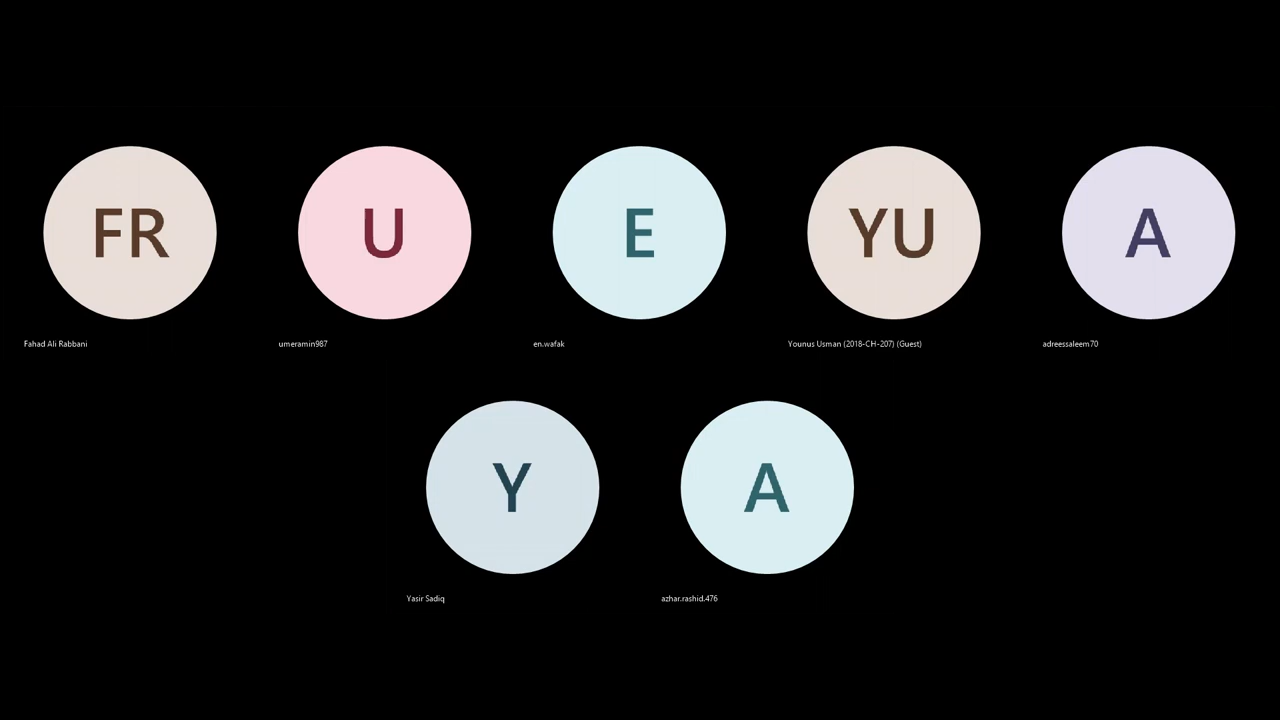 FR
U
E
YU
A
Fahad Ali Rabbani
umeramin987
en.wafak
Younus Usman (2018-CH-207) (Guest)
adreessaleem70
Y
A
Yasir Sadiq
azhar.rashid.476